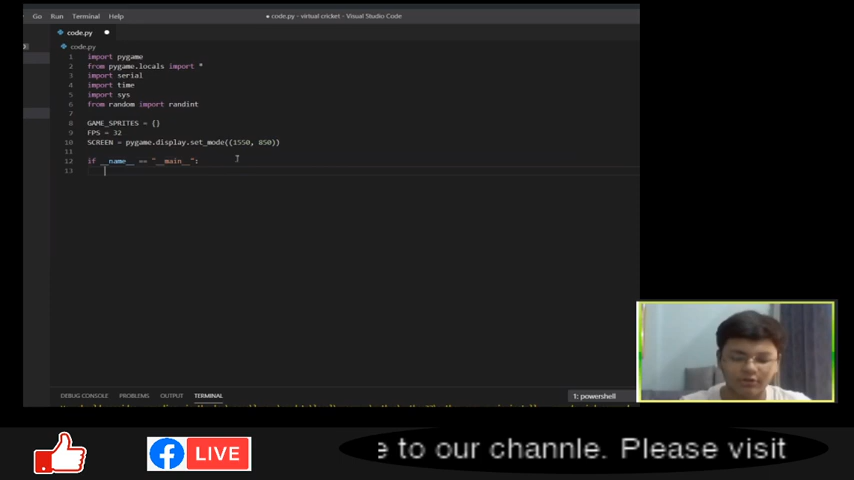 Go Run Terminal Help
● code.py - virtual cricket - Visual Studio Code
code.py
code.py
1 import pygame
2 from pygame.locals import *
3 import serial
4 import time
5 import sys
6 from random import randint
7
8 GAME_SPRITES = {}
9 FPS = 32
10 SCREEN = pygame.display.set_mode((1550, 850))
11
12 if __name__ == "__main__":
13
DEBUG CONSOLE PROBLEMS OUTPUT TERMINAL
1: powershell
LIVE
e to our channle. Please visit